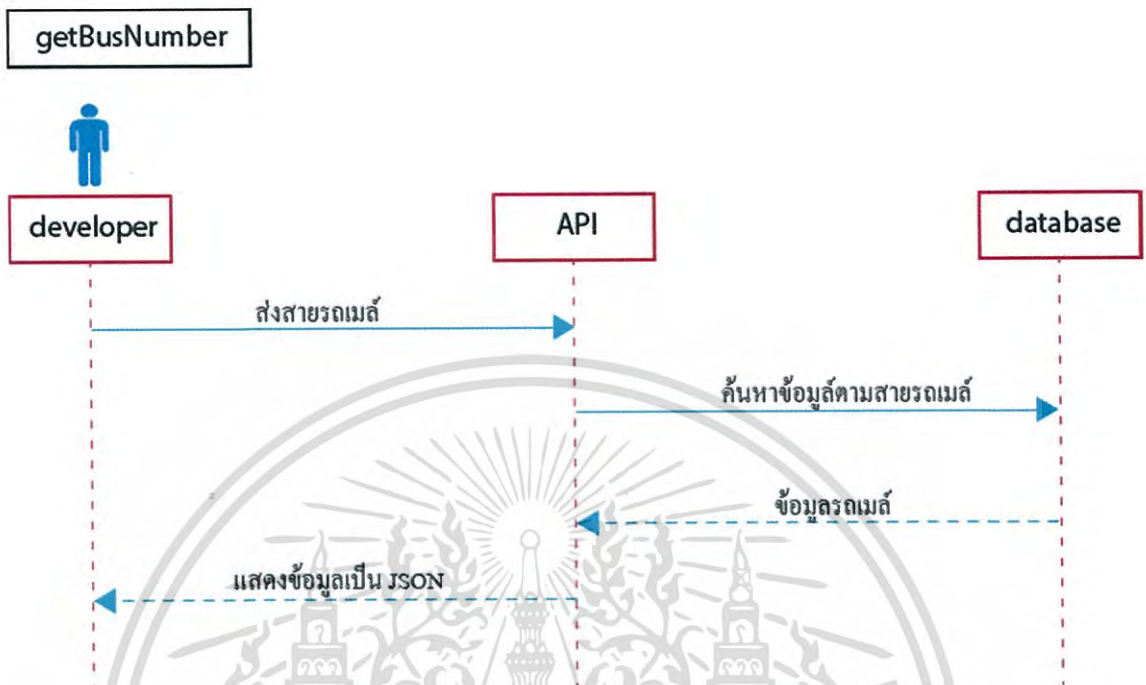 getBusNumber
developer
API
database
ส่งสายรถเมล์
ค้นหาข้อมูล์ตามสายรถเมล์
ข้อมูลรถเมล์
แสดงข้อมูลเป็น JSON